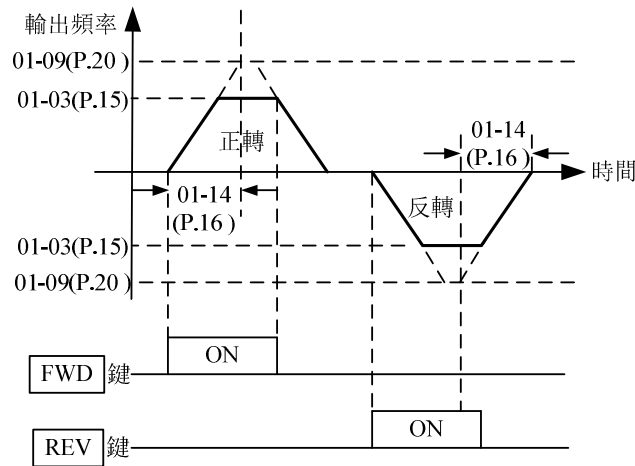 輸出頻率
01-09(P.20 )
01-03(P.15)
正轉
01-14
(P.16 )
時間
01-14
(P.16 )
反轉
01-03(P.15)
01-09(P.20 )
ON
FWD 鍵
ON
REV 鍵